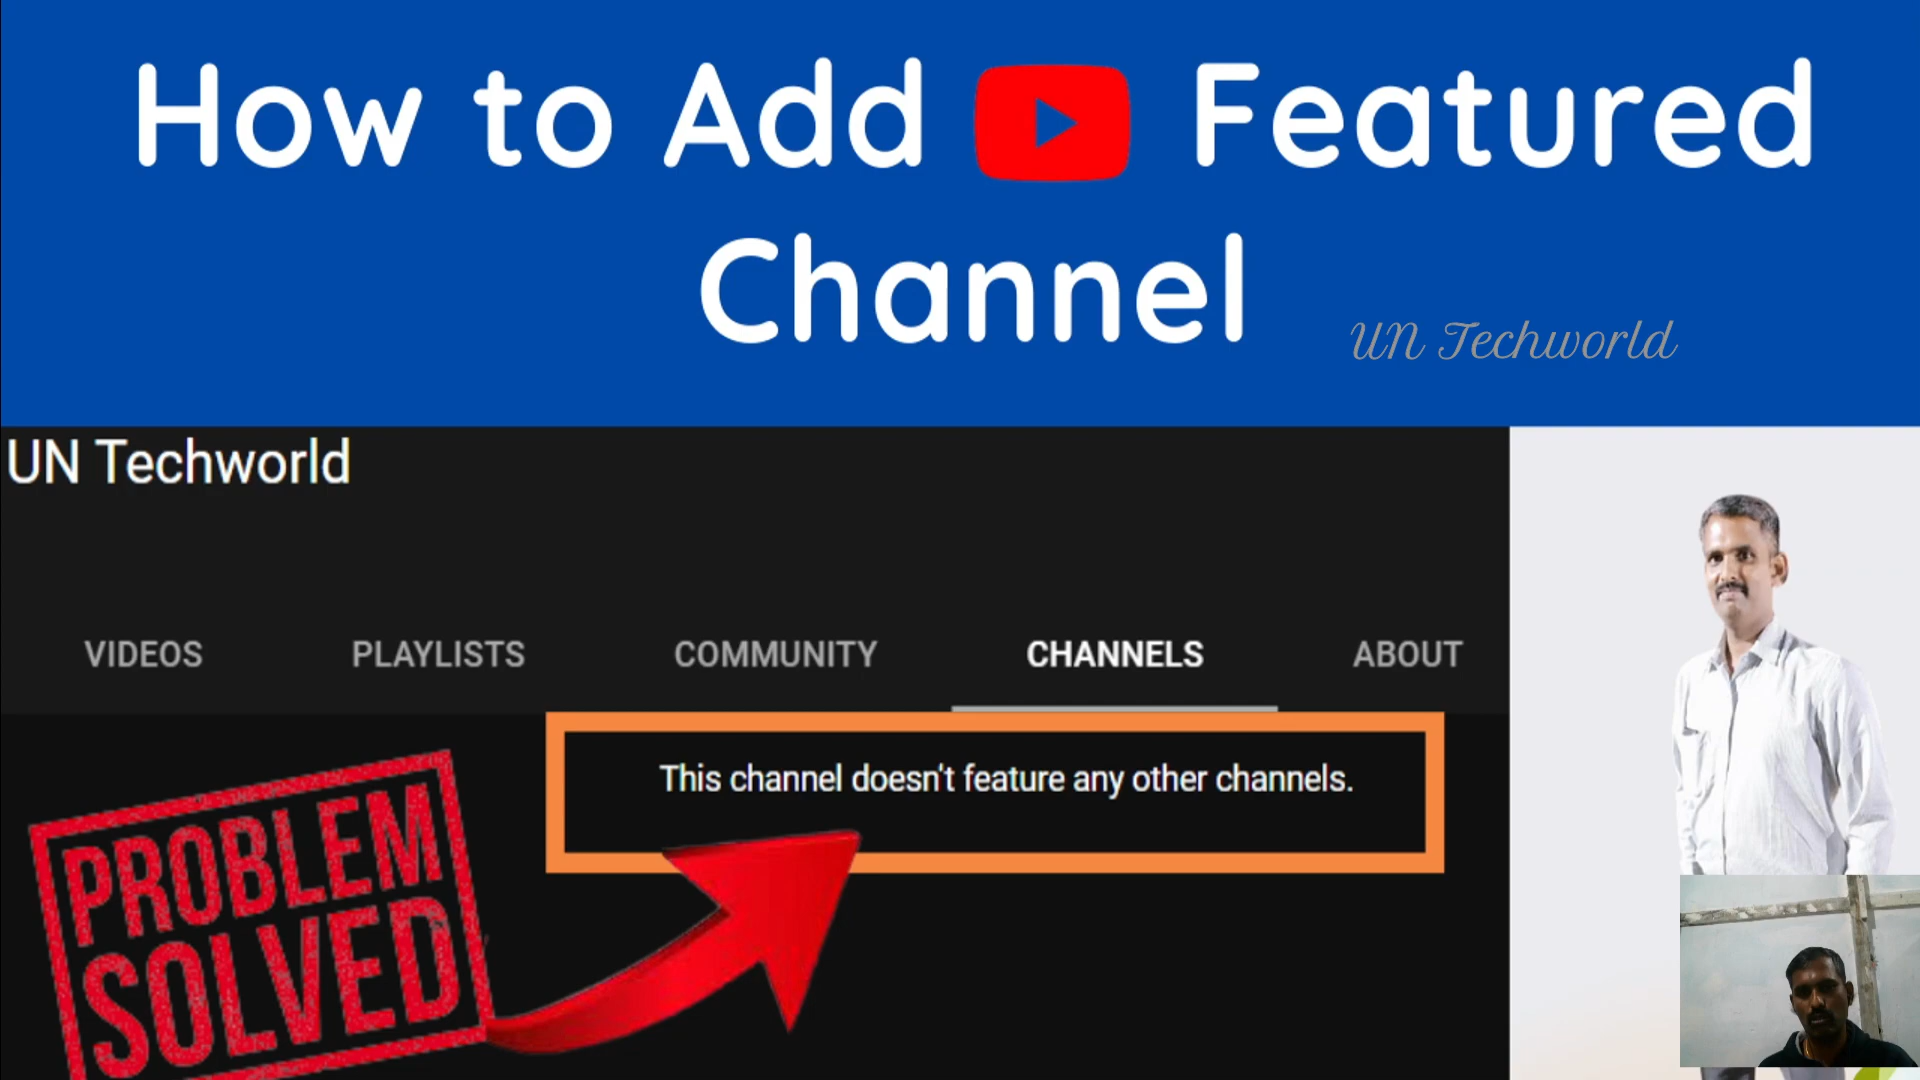 How to Add Featured
Channel
UN Techworld
UN Techworld
VIDEOS PLAYLISTS COMMUNITY CHANNELS ABOUT
This channel doesn't feature any other channels.
PROBLEM
SOLVED